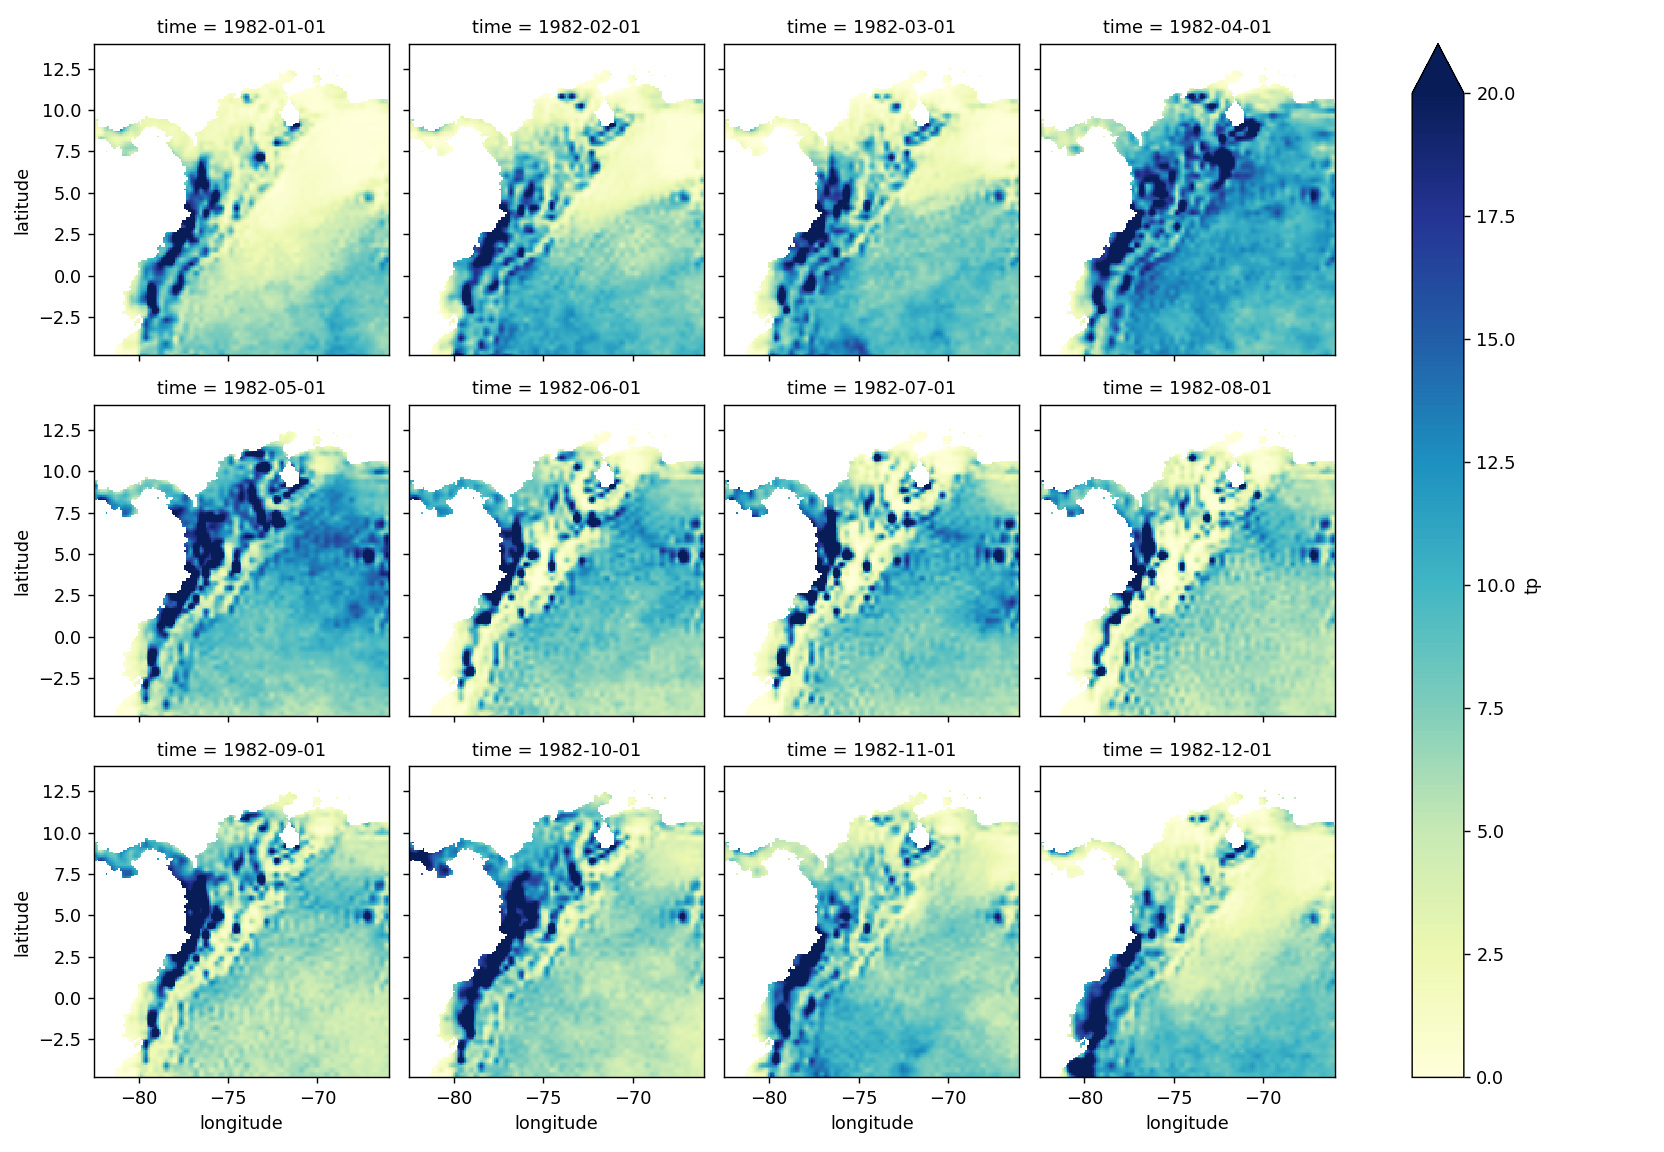 time = 1982-01-01
time = 1982-02-01
time = 1982-03-01
time = 1982-04-01
12.5
10.0
7.5
5.0
2.5
0.0
−2.5
latitude
time = 1982-05-01
time = 1982-06-01
time = 1982-07-01
time = 1982-08-01
12.5
10.0
7.5
5.0
2.5
0.0
−2.5
latitude
time = 1982-09-01
time = 1982-10-01
time = 1982-11-01
time = 1982-12-01
12.5
10.0
7.5
5.0
2.5
0.0
−2.5
latitude
−80 −75 −70
−80 −75 −70
−80 −75 −70
−80 −75 −70
longitude
longitude
longitude
longitude
20.0
17.5
15.0
12.5
10.0
7.5
5.0
2.5
0.0
tp